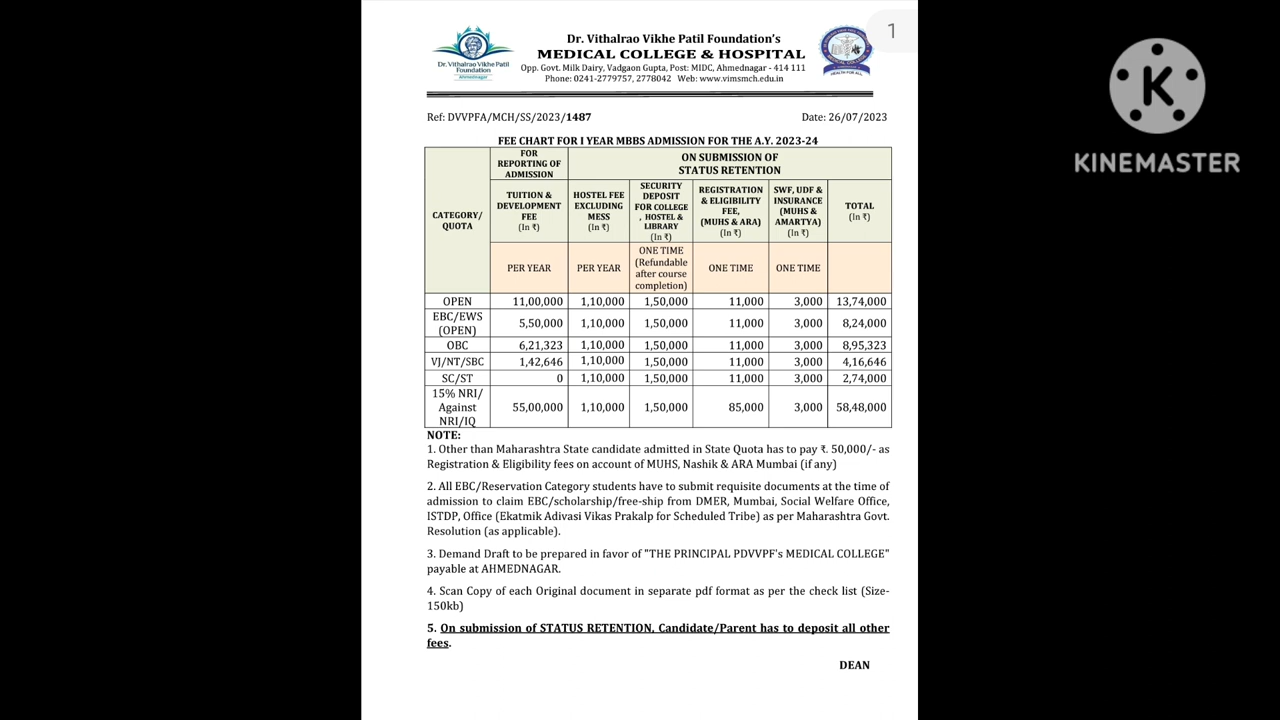 1
Dr. Vithalrao Vikhe Patil
Foundation
Ahmednagar
Dr. Vithalrao Vikhe Patil Foundation's
MEDICAL COLLEGE & HOSPITAL
Opp. Govt. Milk Dairy, Vadgaon Gupta, Post: MIDC, Ahmednagar - 414 111
Phone: 0241-2779757, 2778042 Web: www.vimsmch.edu.in
HEALTH FOR ALL
K
KINEMASTER
Ref: DVVPFA/MCH/SS/2023/1487 Date: 26/07/2023
FEE CHART FOR I YEAR MBBS ADMISSION FOR THE A.Y. 2023-24
CATEGORY/
QUOTA
FOR
REPORTING OF
ADMISSION
ON SUBMISSION OF
STATUS RETENTION
TUITION &
DEVELOPMENT
FEE
(In ₹)
HOSTEL FEE
EXCLUDING
MESS
(In ₹)
SECURITY
DEPOSIT
FOR COLLEGE
, HOSTEL &
LIBRARY
(In ₹)
REGISTRATION
& ELIGIBILITY
FEE,
(MUHS & ARA)
(In ₹)
SWF, UDF &
INSURANCE
(MUHS &
AMARTYA)
(In ₹)
TOTAL
(In ₹)
PER YEAR
PER YEAR
ONE TIME
(Refundable
after course
completion)
ONE TIME
ONE TIME
OPEN 11,00,000 1,10,000 1,50,000 11,000 3,000 13,74,000
EBC/EWS
(OPEN) 5,50,000 1,10,000 1,50,000 11,000 3,000 8,24,000
OBC 6,21,323 1,10,000 1,50,000 11,000 3,000 8,95,323
VJ/NT/SBC 1,42,646 1,10,000 1,50,000 11,000 3,000 4,16,646
SC/ST 0 1,10,000 1,50,000 11,000 3,000 2,74,000
15% NRI/
Against
NRI/IQ 55,00,000 1,10,000 1,50,000 85,000 3,000 58,48,000
NOTE:
1. Other than Maharashtra State candidate admitted in State Quota has to pay ₹. 50,000/- as
Registration & Eligibility fees on account of MUHS, Nashik & ARA Mumbai (if any)
2. All EBC/Reservation Category students have to submit requisite documents at the time of
admission to claim EBC/scholarship/free-ship from DMER, Mumbai, Social Welfare Office,
ISTDP, Office (Ekatmik Adivasi Vikas Prakalp for Scheduled Tribe) as per Maharashtra Govt.
Resolution (as applicable).
3. Demand Draft to be prepared in favor of "THE PRINCIPAL PDVVPF's MEDICAL COLLEGE"
payable at AHMEDNAGAR.
4. Scan Copy of each Original document in separate pdf format as per the check list (Size-
150kb)
5. On submission of STATUS RETENTION, Candidate/Parent has to deposit all other
fees.
DEAN